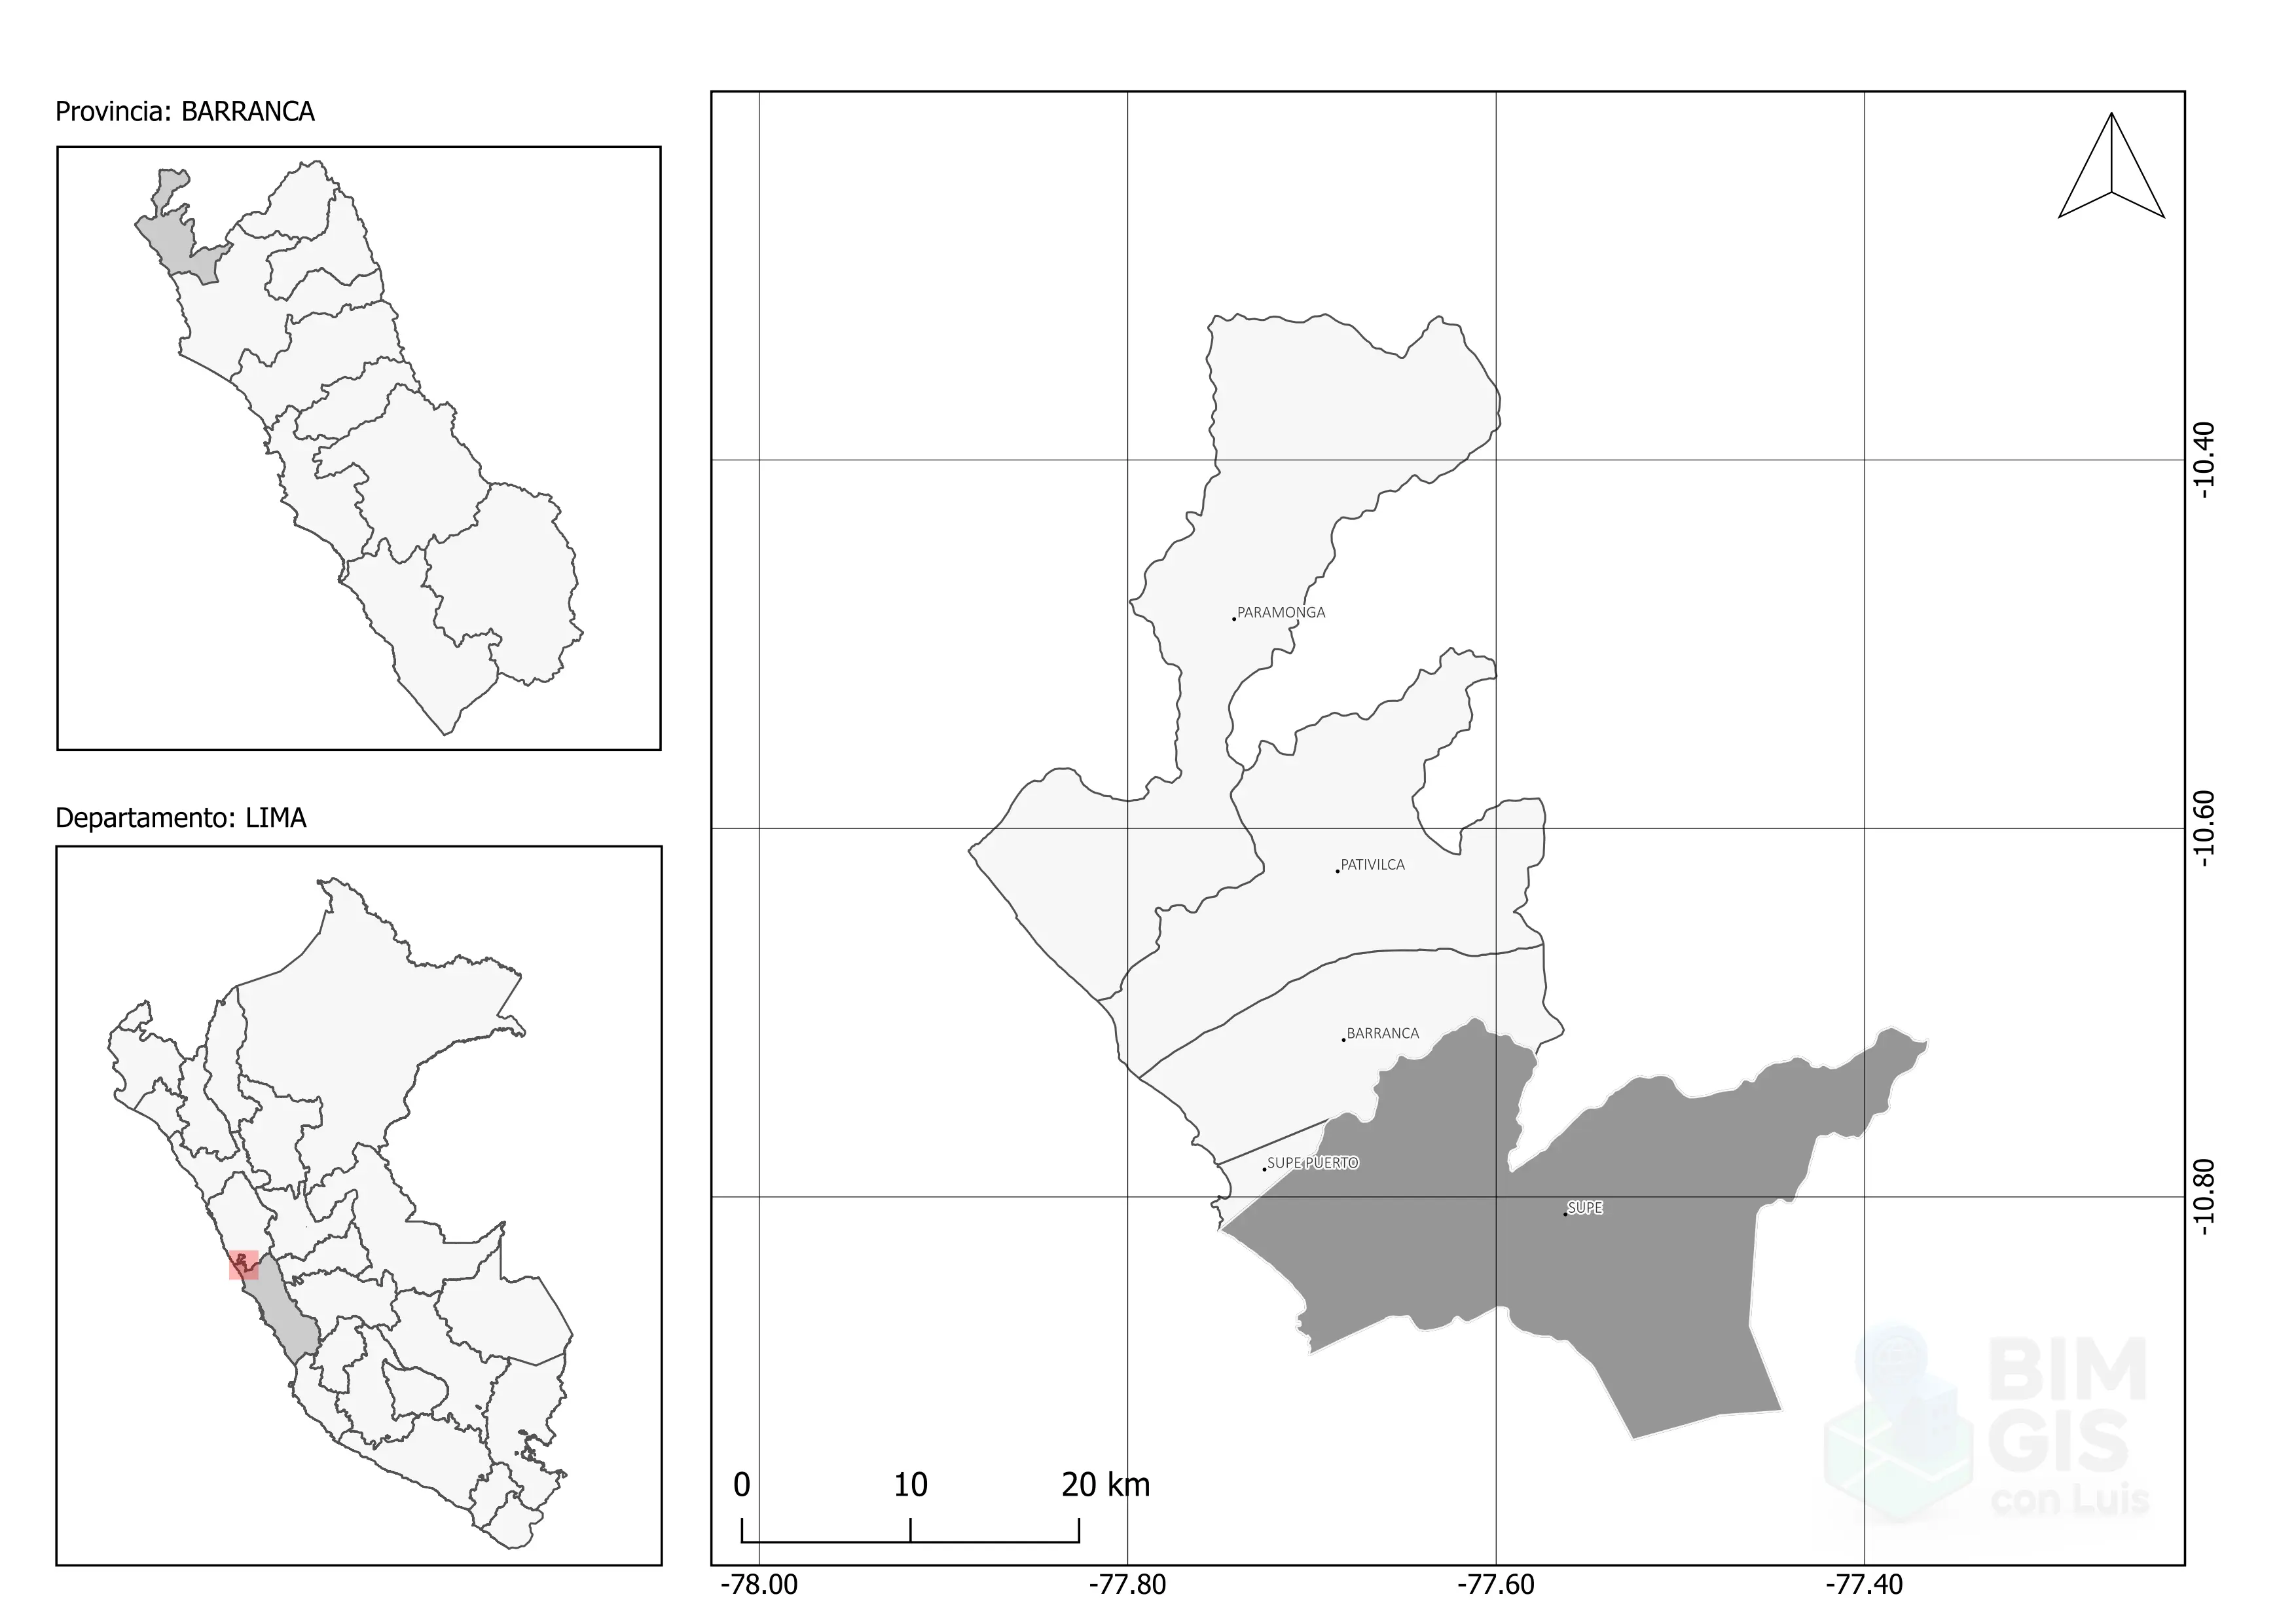 Provincia: BARRANCA
Departamento: LIMA
PARAMONGA
PATIVILCA
BARRANCA
SUPE PUERTO
SUPE
-10.40
-10.60
-10.80
0 10 20 km
-78.00 -77.80 -77.60 -77.40
BIM
GIS
con Luis